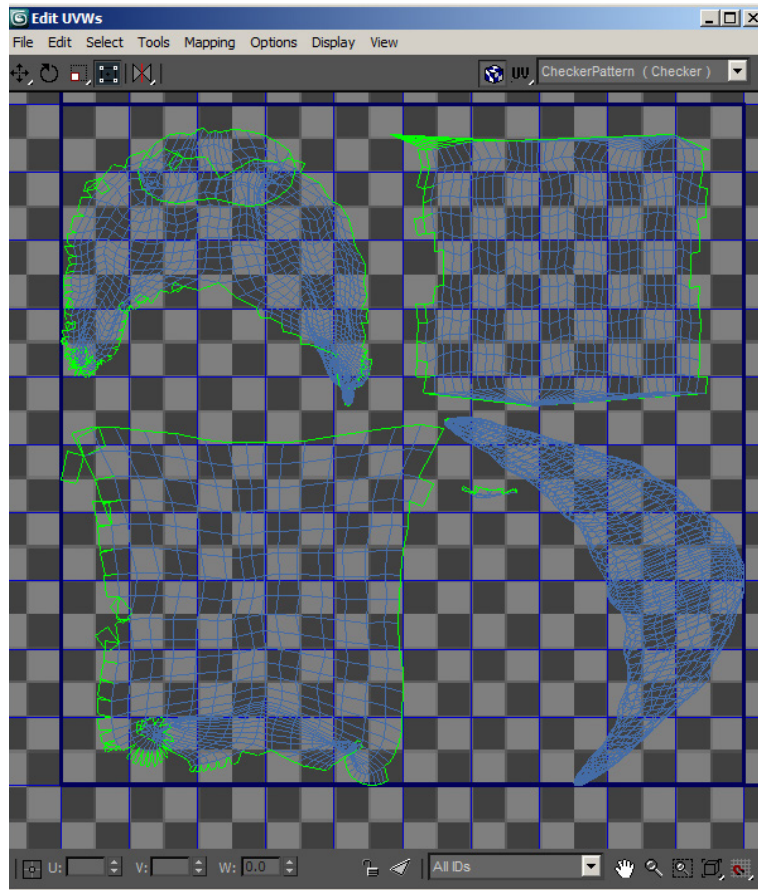 Edit UVWs
File Edit Select Tools Mapping Options Display View
UV CheckerPattern ( Checker )
U: V: W: 0.0 All IDs